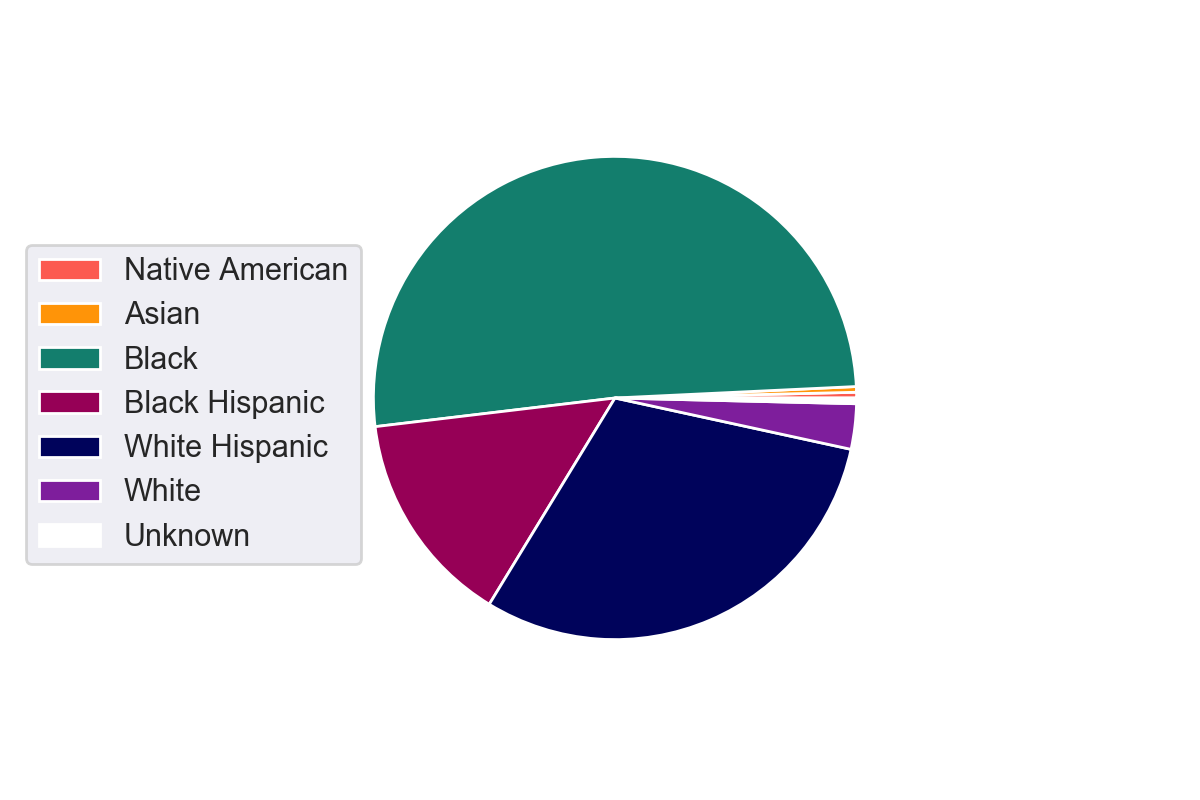 Native American
Asian
Black
Black Hispanic
White Hispanic
White
Unknown